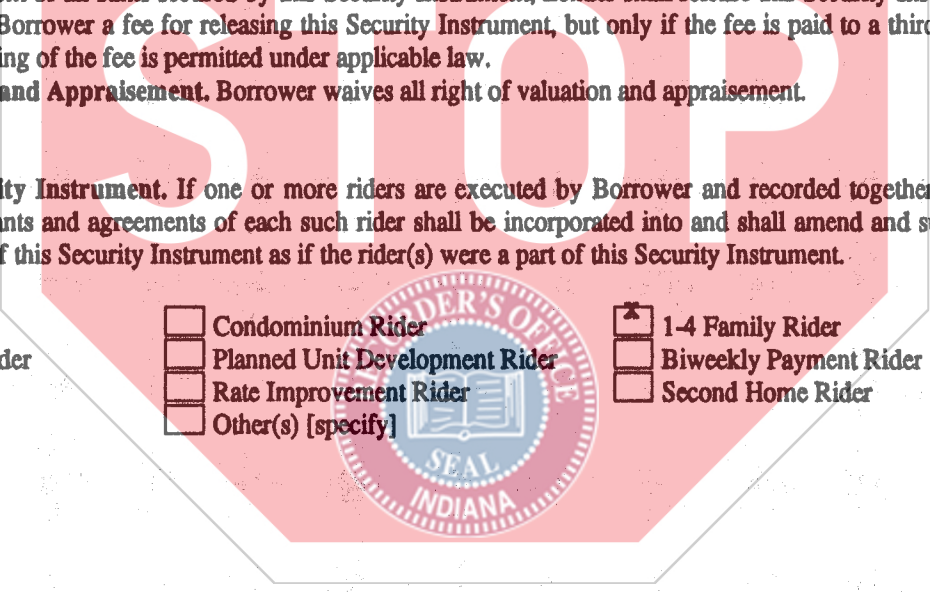 Borrower a fee for releasing this Security Instrument, but only if the fee is paid to a third
ing of the fee is permitted under applicable law.
and Appraisement. Borrower waives all right of valuation and appraisement.
ity Instrument. If one or more riders are executed by Borrower and recorded together
nts and agreements of each such rider shall be incorporated into and shall amend and s
f this Security Instrument as if the rider(s) were a part of this Security Instrument.
Condominium Rider x 1-4 Family Rider
der Planned Unit Development Rider Biweekly Payment Rider
Rate Improvement Rider Second Home Rider
Other(s) [specify]
STOP
RECORDER'S OFFICE
SEAL
INDIANA